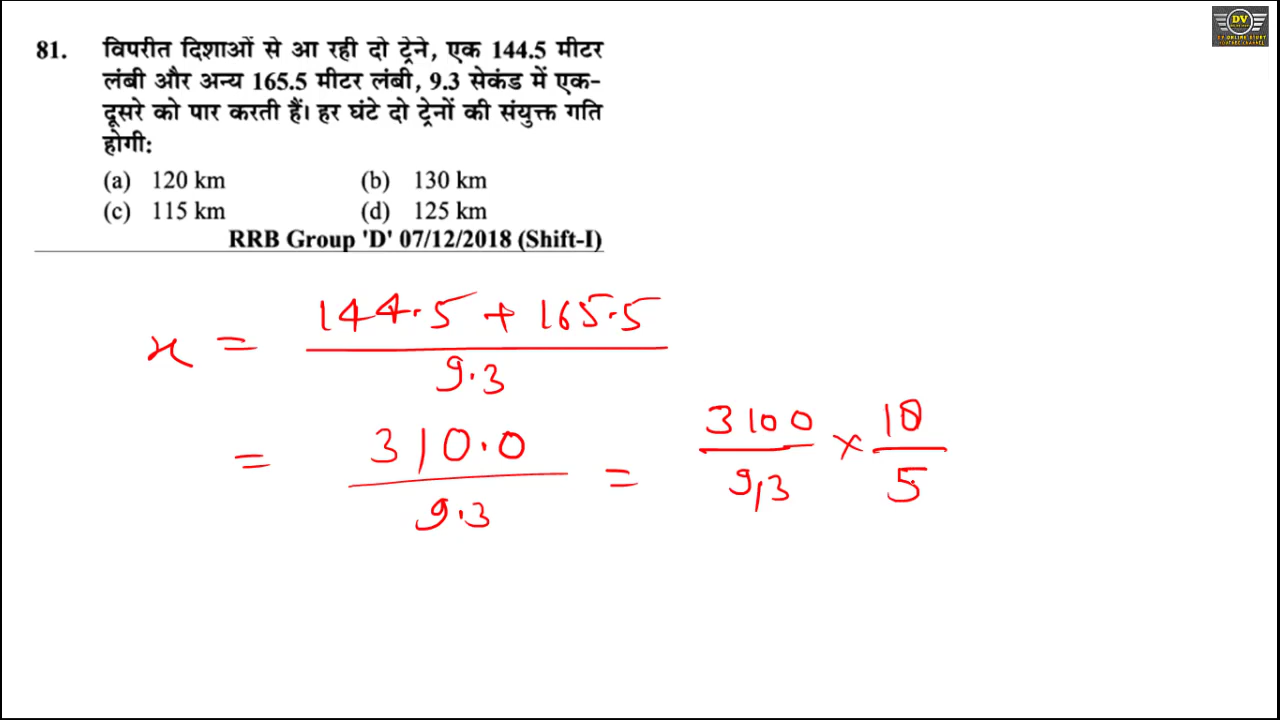 81. विपरीत दिशाओं से आ रही दो ट्रेने, एक 144.5 मीटर
लंबी और अन्य 165.5 मीटर लंबी, 9.3 सेकंड में एक-
दूसरे को पार करती हैं। हर घंटे दो ट्रेनों की संयुक्त गति
होगी:
(a) 120 km (b) 130 km
(c) 115 km (d) 125 km
RRB Group 'D' 07/12/2018 (Shift-I)
x = 144.5 + 165.5 / 9.3
= 310.0 / 9.3 = 3100 / 93 × 18 / 5
DV